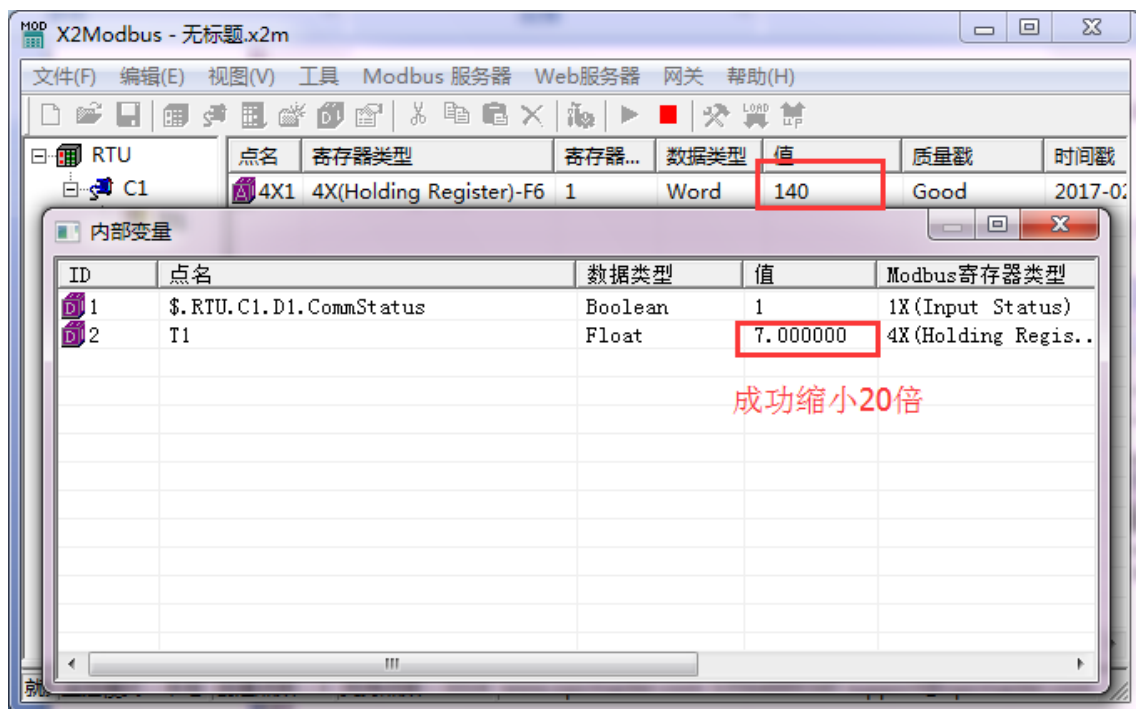 X2Modbus - 无标题.x2m
文件(F) 编辑(E) 视图(V) 工具 Modbus 服务器 Web服务器 网关 帮助(H)
RTU
点名 寄存器类型 寄存器... 数据类型 值 质量戳 时间戳
C1
4X1 4X(Holding Register)-F6 1 Word 140 Good 2017-02
内部变量
ID 点名 数据类型 值 Modbus寄存器类型
1 $.RTU.C1.D1.CommStatus Boolean 1 1X(Input Status)
2 T1 Float 7.000000 4X(Holding Regis..
成功缩小20倍